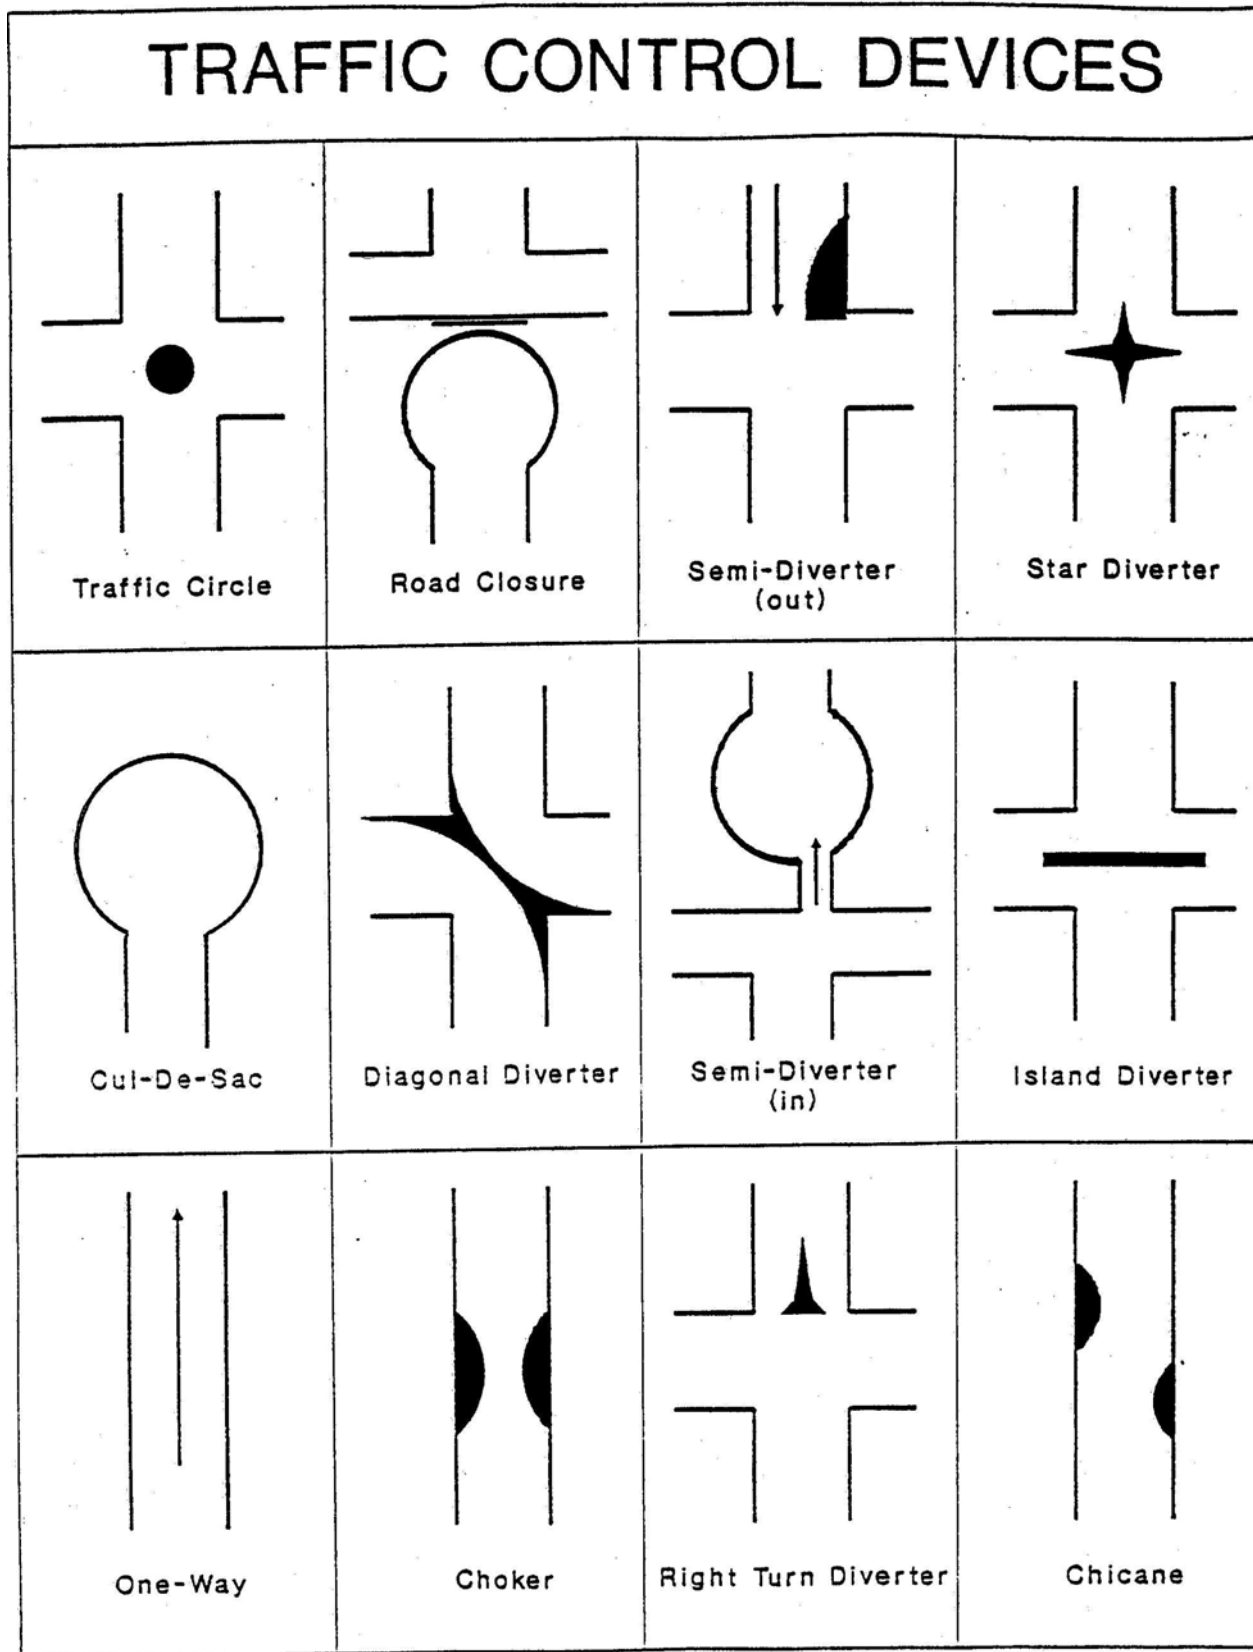 TRAFFIC CONTROL DEVICES
Traffic Circle
Road Closure
Semi-Diverter
(out)
Star Diverter
Cul-De-Sac
Diagonal Diverter
Semi-Diverter
(in)
Island Diverter
One-Way
Choker
Right Turn Diverter
Chicane